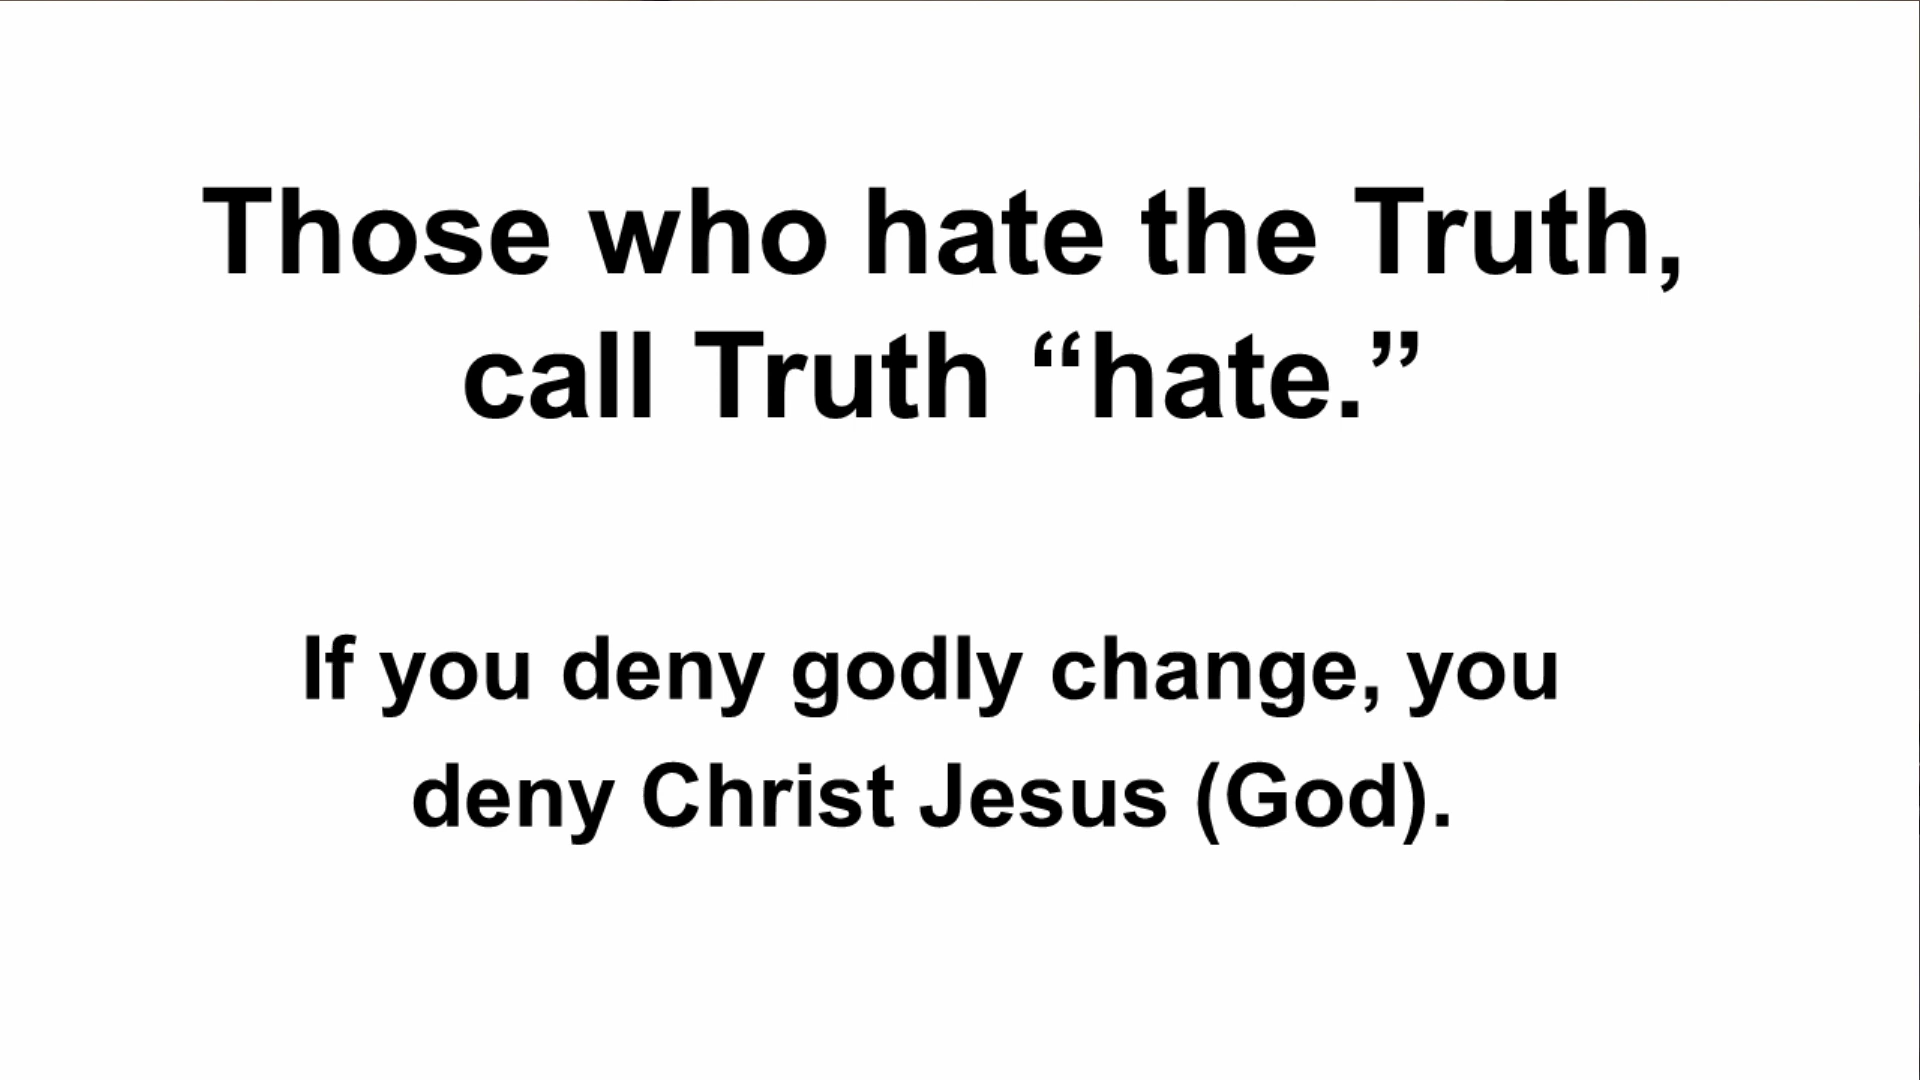 Those who hate the Truth,
call Truth “hate.”
If you deny godly change, you
deny Christ Jesus (God).